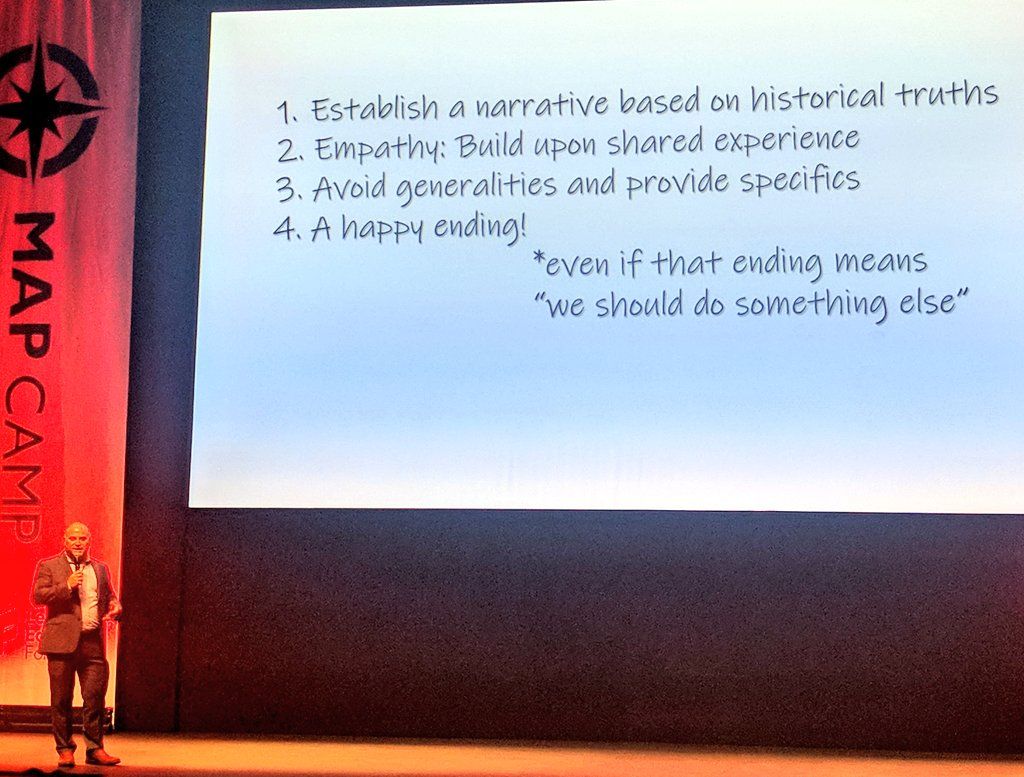 MAP CAMP
1. Establish a narrative based on historical truths
2. Empathy: Build upon shared experience
3. Avoid generalities and provide specifics
4. A happy ending!
*even if that ending means
“we should do something else”